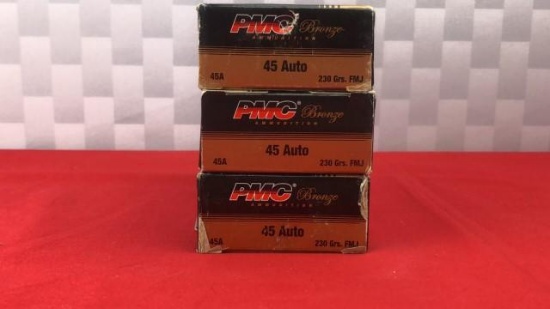 PMC Bronze
AMMUNITION
45 Auto
45A 230 Grs. FMJ
PMC Bronze
AMMUNITION
45 Auto
45A 230 Grs. FMJ
PMC Bronze
AMMUNITION
45 Auto
45A 230 Grs. FMJ